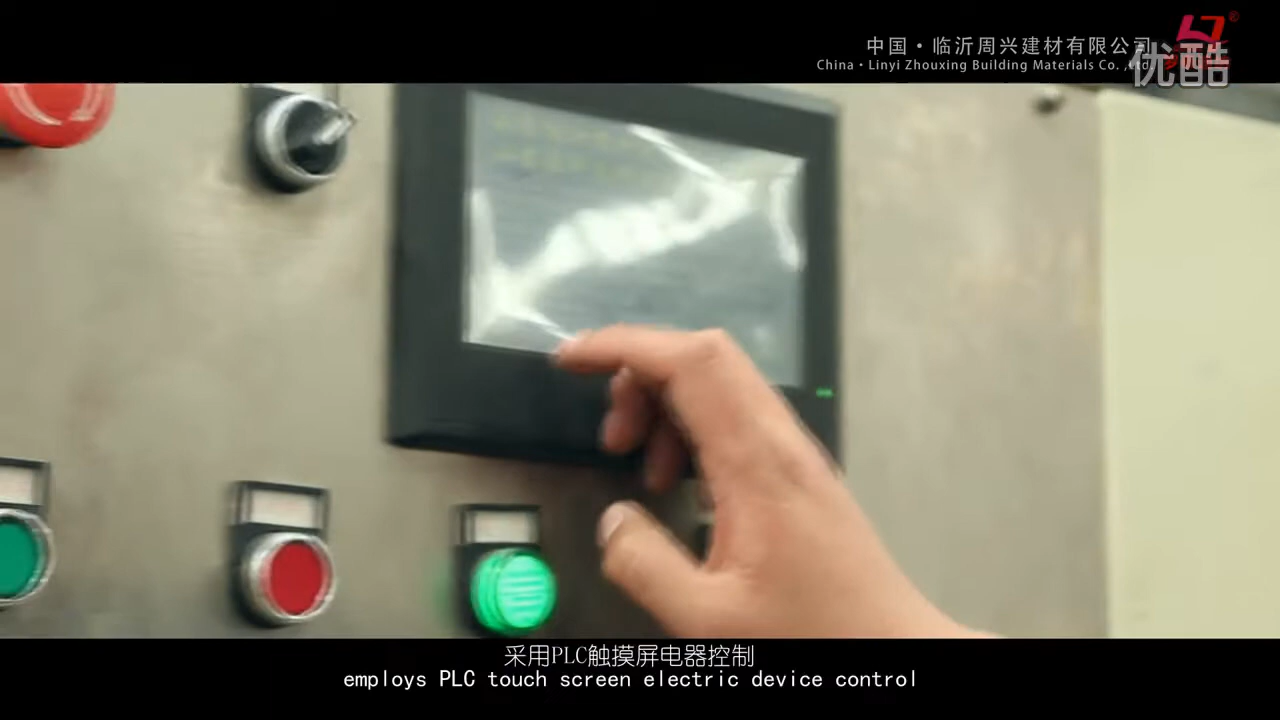 中国·临沂周兴建材有限公司
China·Linyi Zhouxing Building Materials Co.,Ltd
优酷
采用PLC触摸屏电器控制
employs PLC touch screen electric device control